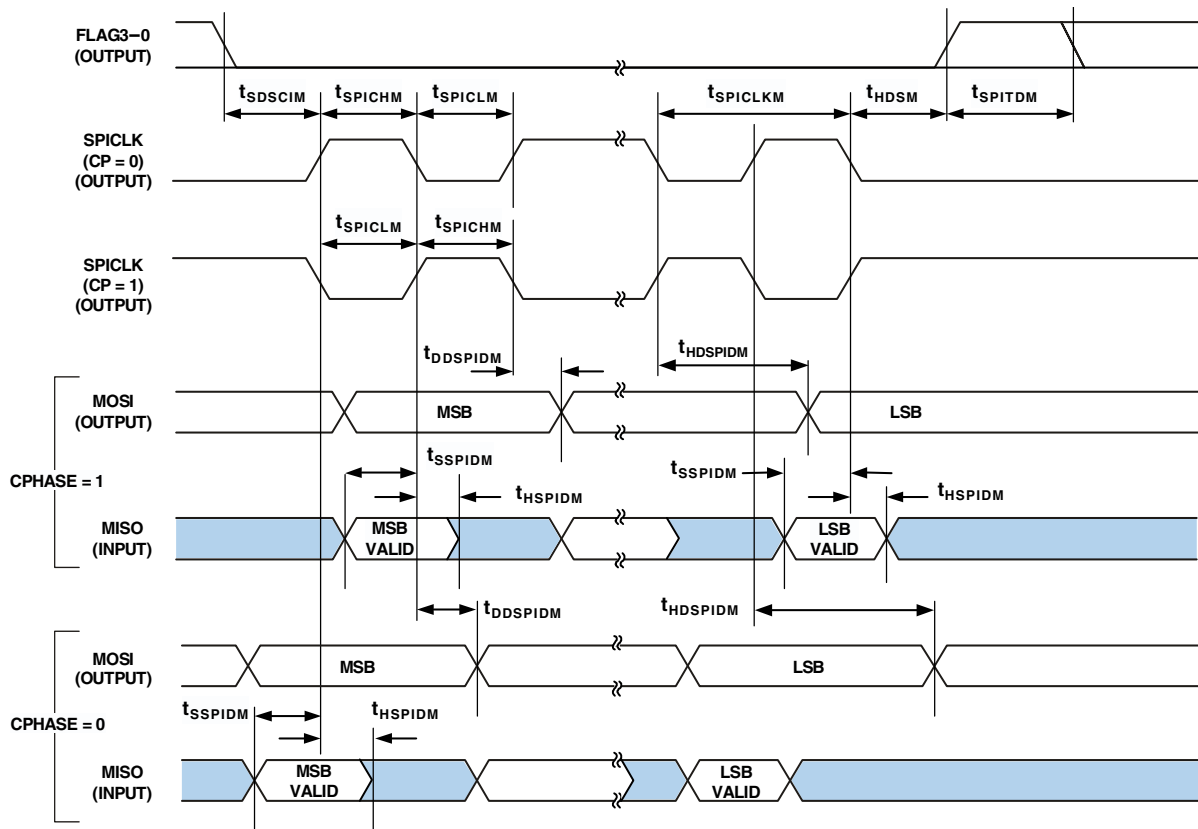 FLAG3–0
(OUTPUT)
tSDSCIM
tSPICHM
tSPICLM
tSPICLKM
tHDSM
tSPITDM
SPICLK
(CP = 0)
(OUTPUT)
tSPICLM
tSPICHM
SPICLK
(CP = 1)
(OUTPUT)
tDDSPIDM
tHDSPIDM
MOSI
(OUTPUT)
MSB
LSB
CPHASE = 1
tSSPIDM
tHSPIDM
tSSPIDM
tHSPIDM
MISO
(INPUT)
MSB
VALID
LSB
VALID
tDDSPIDM
tHDSPIDM
MOSI
(OUTPUT)
MSB
LSB
CPHASE = 0
tSSPIDM
tHSPIDM
MISO
(INPUT)
MSB
VALID
LSB
VALID